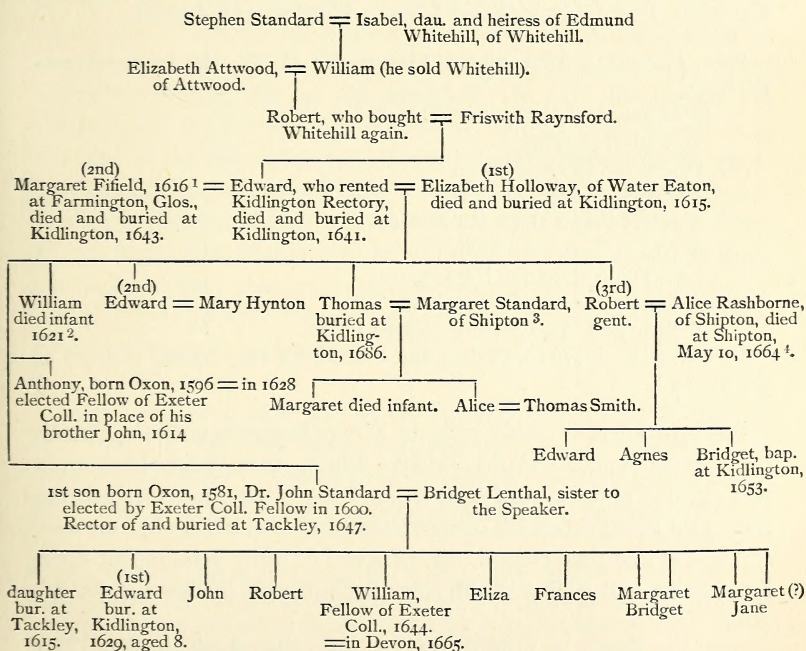 Stephen Standard = Isabel, dau. and heiress of Edmund
Whitehill, of Whitehill.
Elizabeth Attwood, = William (he sold Whitehill).
of Attwood.
Robert, who bought = Friswith Raynsford.
Whitehill again.
(2nd) (1st)
Margaret Fifield, 1616 ¹ = Edward, who rented = Elizabeth Holloway, of Water Eaton,
at Farmington, Glos., Kidlington Rectory, died and buried at Kidlington, 1615.
died and buried at died and buried at
Kidlington, 1643. Kidlington, 1641.
(2nd) (3rd)
William Edward = Mary Hynton Thomas = Margaret Standard, Robert = Alice Rashborne,
died infant buried at of Shipton ³. gent. of Shipton, died
1621 ². Kidling- at Shipton,
ton, 1686. May 10, 1664 ⁴.
Anthony, born Oxon, 1596 = in 1628
elected Fellow of Exeter Margaret died infant. Alice = Thomas Smith.
Coll. in place of his
brother John, 1614
Edward Agnes Bridget, bap.
at Kidlington,
1653.
1st son born Oxon, 1581, Dr. John Standard = Bridget Lenthal, sister to
elected by Exeter Coll. Fellow in 1600. the Speaker.
Rector of and buried at Tackley, 1647.
(1st)
daughter Edward John Robert William, Eliza Frances Margaret Margaret (?)
bur. at bur. at Fellow of Exeter Bridget Jane
Tackley, Kidlington, Coll., 1644.
1615. 1629, aged 8. =in Devon, 1665.